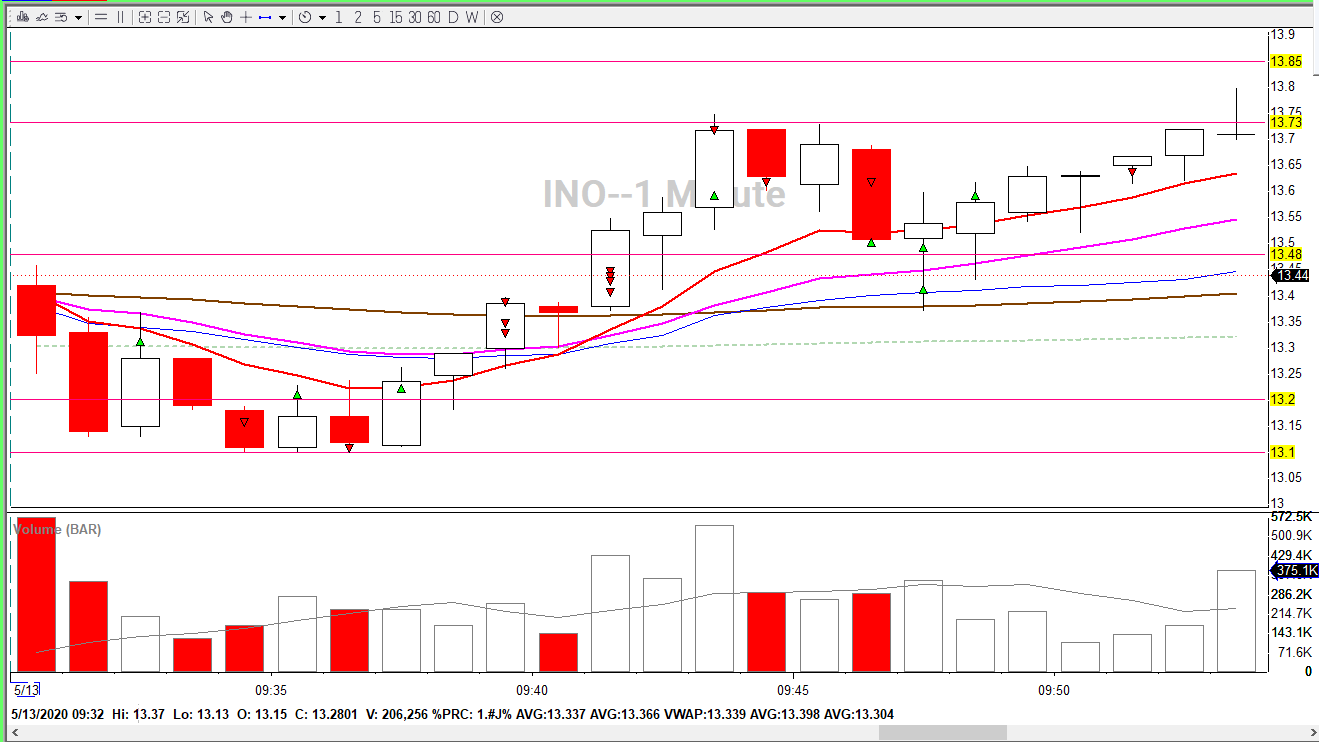 1 2 5 15 30 60 D W
INO--1 Minute
13.9
13.85
13.8
13.75
13.73
13.7
13.65
13.6
13.55
13.5
13.48
13.45
13.44
13.4
13.35
13.3
13.25
13.2
13.15
13.1
13.05
13
Volume (BAR)
572.5K
500.9K
429.4K
375.1K
286.2K
214.7K
143.1K
71.6K
0
5/13 09:35 09:40 09:45 09:50
5/13/2020 09:32 Hi: 13.37 Lo: 13.13 O: 13.15 C: 13.2801 V: 206,256 %PRC: 1.#J% AVG:13.337 AVG:13.366 VWAP:13.339 AVG:13.398 AVG:13.304